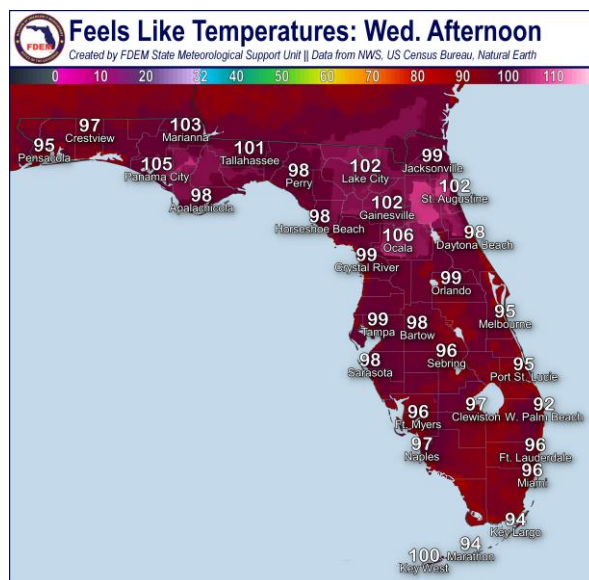 FDEM
Feels Like Temperatures: Wed. Afternoon
Created by FDEM State Meteorological Support Unit || Data from NWS, US Census Bureau, Natural Earth
0 10 20 32 40 50 60 70 80 90 100 110
97
Crestview
103
Marianna
95
Pensacola
101
Tallahassee
105
Panama City
98
Perry
102
Lake City
99
Jacksonville
98
Apalachicola
102
St. Augustine
102
Gainesville
98
Horseshoe Beach
106
Ocala
98
Daytona Beach
99
Crystal River
99
Orlando
95
Melbourne
99
Tampa
98
Bartow
98
Sarasota
96
Sebring
95
Port St. Lucie
96
Ft. Myers
97
Clewiston
92
W. Palm Beach
97
Naples
96
Ft. Lauderdale
96
Miami
94
Key Largo
94
Marathon
100
Key West